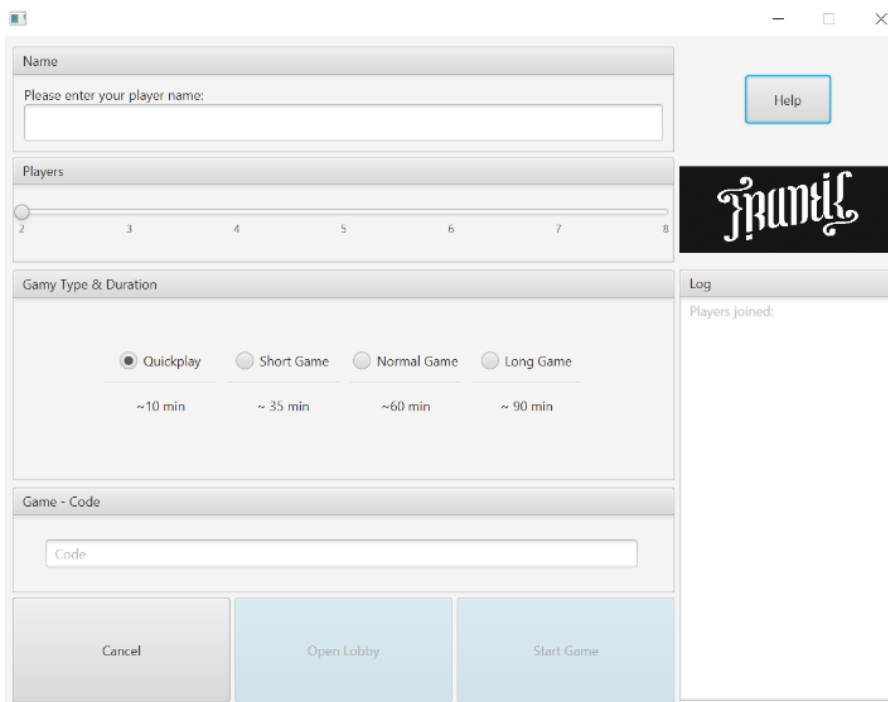 Name
Please enter your player name:
Help
Players
2 3 4 5 6 7 8
Gamy Type & Duration
Quickplay Short Game Normal Game Long Game
~10 min ~ 35 min ~60 min ~ 90 min
Log
Players joined:
Game - Code
Code
Cancel Open Lobby Start Game